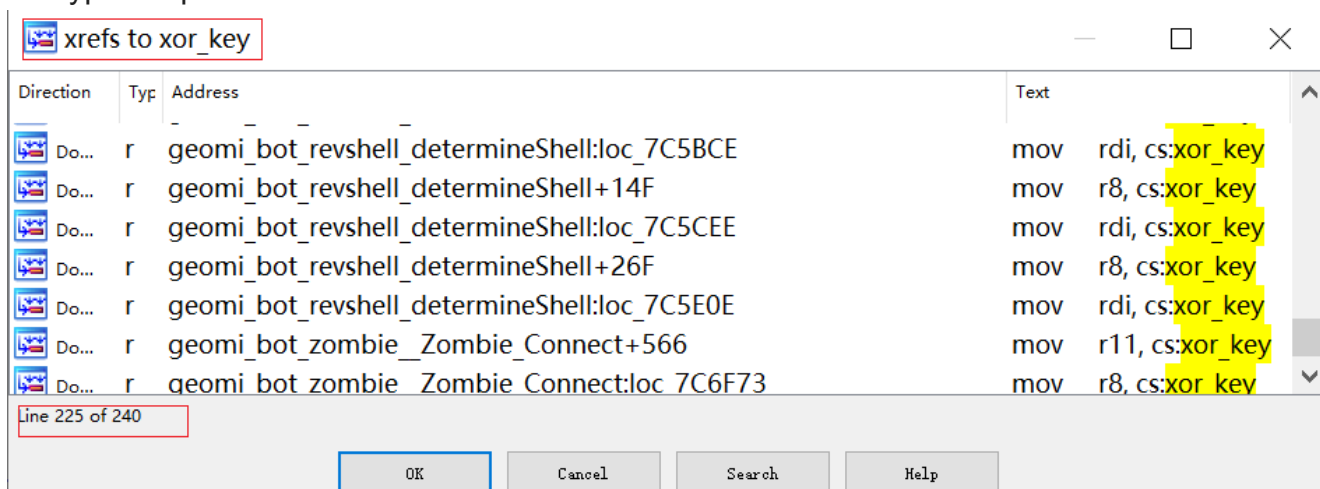 xrefs to xor_key
Direction Typ Address Text
Do... r geomi_bot_revshell_determineShell:loc_7C5BCE mov rdi, cs:xor_key
Do... r geomi_bot_revshell_determineShell+14F mov r8, cs:xor_key
Do... r geomi_bot_revshell_determineShell:loc_7C5CEE mov rdi, cs:xor_key
Do... r geomi_bot_revshell_determineShell+26F mov r8, cs:xor_key
Do... r geomi_bot_revshell_determineShell:loc_7C5E0E mov rdi, cs:xor_key
Do... r geomi_bot_zombie__Zombie_Connect+566 mov r11, cs:xor_key
Do... r geomi_bot_zombie__Zombie_Connect:loc_7C6F73 mov r8, cs:xor_key
Line 225 of 240
OK Cancel Search Help